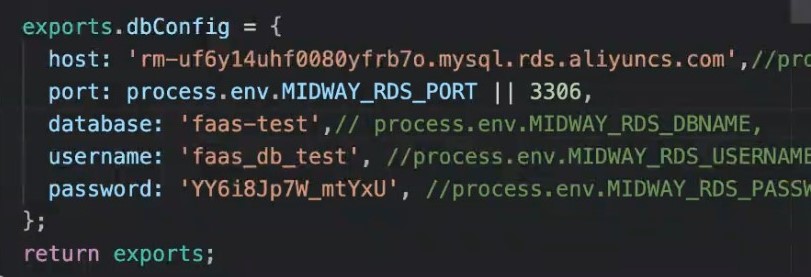 exports.dbConfig = {
host: 'rm-uf6y14uhf0080yfrb7o.mysql.rds.aliyuncs.com',//pro
port: process.env.MIDWAY_RDS_PORT || 3306,
database: 'faas-test',// process.env.MIDWAY_RDS_DBNAME,
username: 'faas_db_test', //process.env.MIDWAY_RDS_USERNAME
password: 'YY6i8Jp7W_mtYxU', //process.env.MIDWAY_RDS_PASSW
};
return exports;